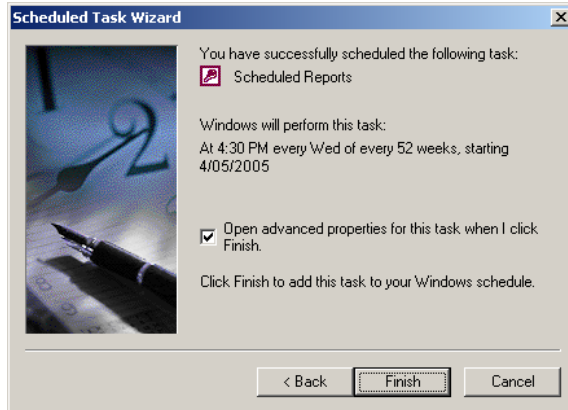 Scheduled Task Wizard
You have successfully scheduled the following task:
Scheduled Reports
Windows will perform this task:
At 4:30 PM every Wed of every 52 weeks, starting
4/05/2005
Open advanced properties for this task when I click
Finish.
Click Finish to add this task to your Windows schedule.
< Back
Finish
Cancel